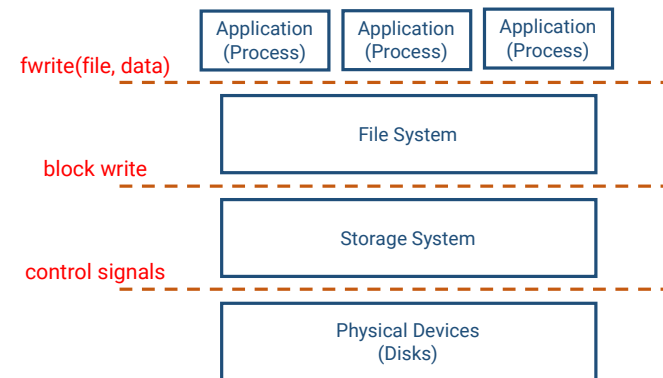 Application
(Process)
Application
(Process)
Application
(Process)
fwrite(file, data)
File System
block write
Storage System
control signals
Physical Devices
(Disks)